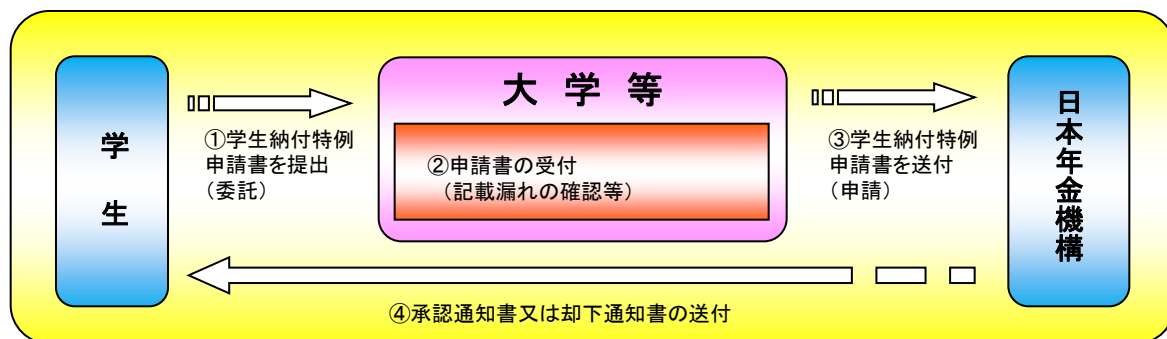 学生
①学生納付特例
申請書を提出
（委託）
大学等
②申請書の受付
（記載漏れの確認等）
③学生納付特例
申請書を送付
（申請）
日本年金機構
④承認通知書又は却下通知書の送付